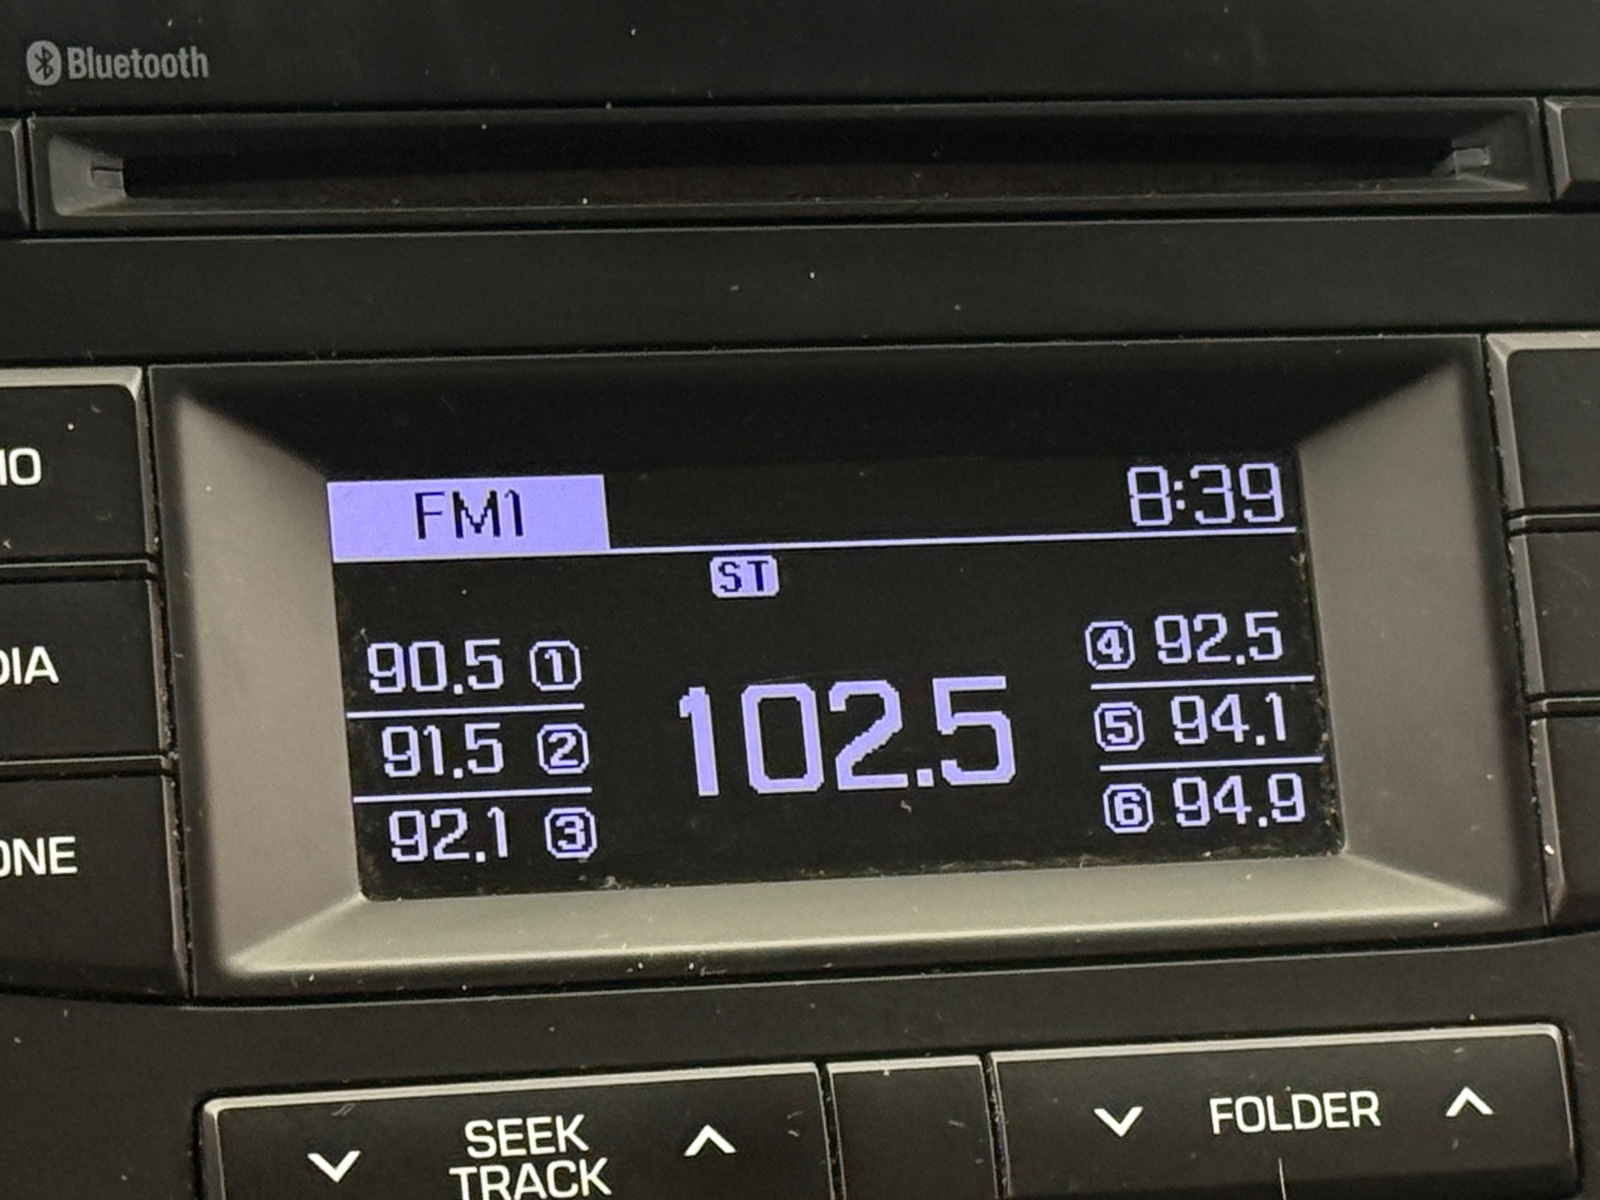 Bluetooth
FM1 8:39
ST
90.5 1
91.5 2
92.1 3
102.5
4 92.5
5 94.1
6 94.9
SEEK
TRACK
FOLDER